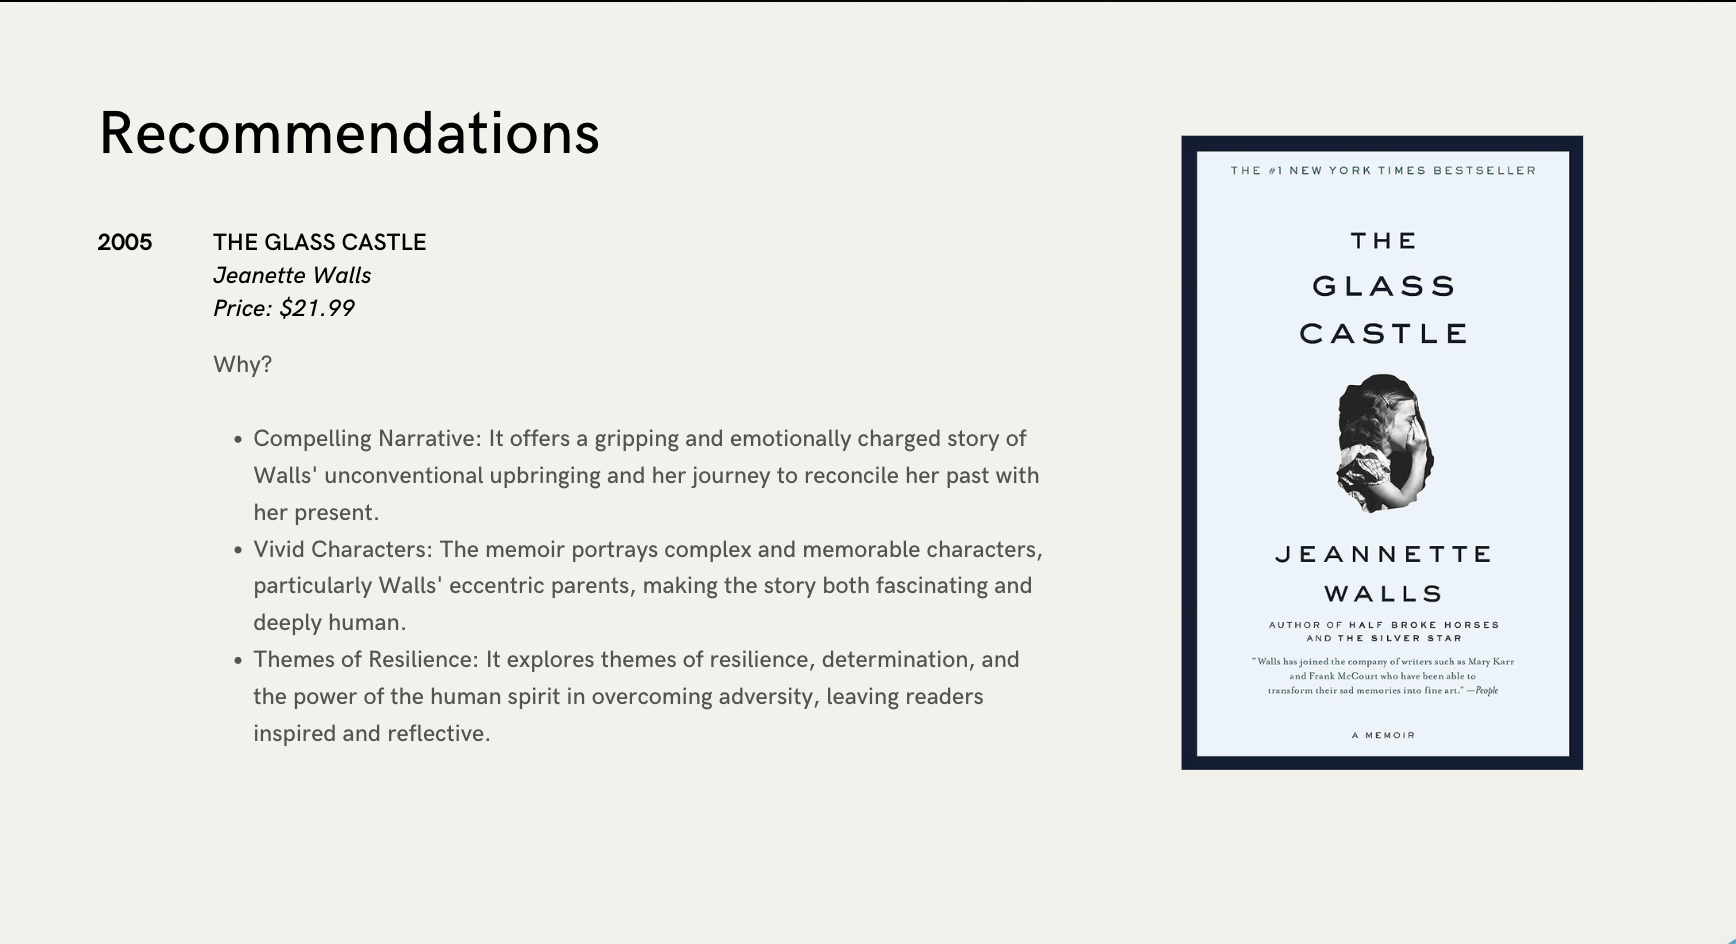 Recommendations
2005
THE GLASS CASTLE
Jeanette Walls
Price: $21.99
Why?
• Compelling Narrative: It offers a gripping and emotionally charged story of
Walls' unconventional upbringing and her journey to reconcile her past with
her present.
• Vivid Characters: The memoir portrays complex and memorable characters,
particularly Walls' eccentric parents, making the story both fascinating and
deeply human.
• Themes of Resilience: It explores themes of resilience, determination, and
the power of the human spirit in overcoming adversity, leaving readers
inspired and reflective.
THE #1 NEW YORK TIMES BESTSELLER
THE
GLASS
CASTLE
JEANNETTE
WALLS
AUTHOR OF HALF BROKE HORSES
AND THE SILVER STAR
"Walls has joined the company of writers such as Mary Karr
and Frank McCourt who have been able to
transform their sad memories into fine art." —People
A MEMOIR